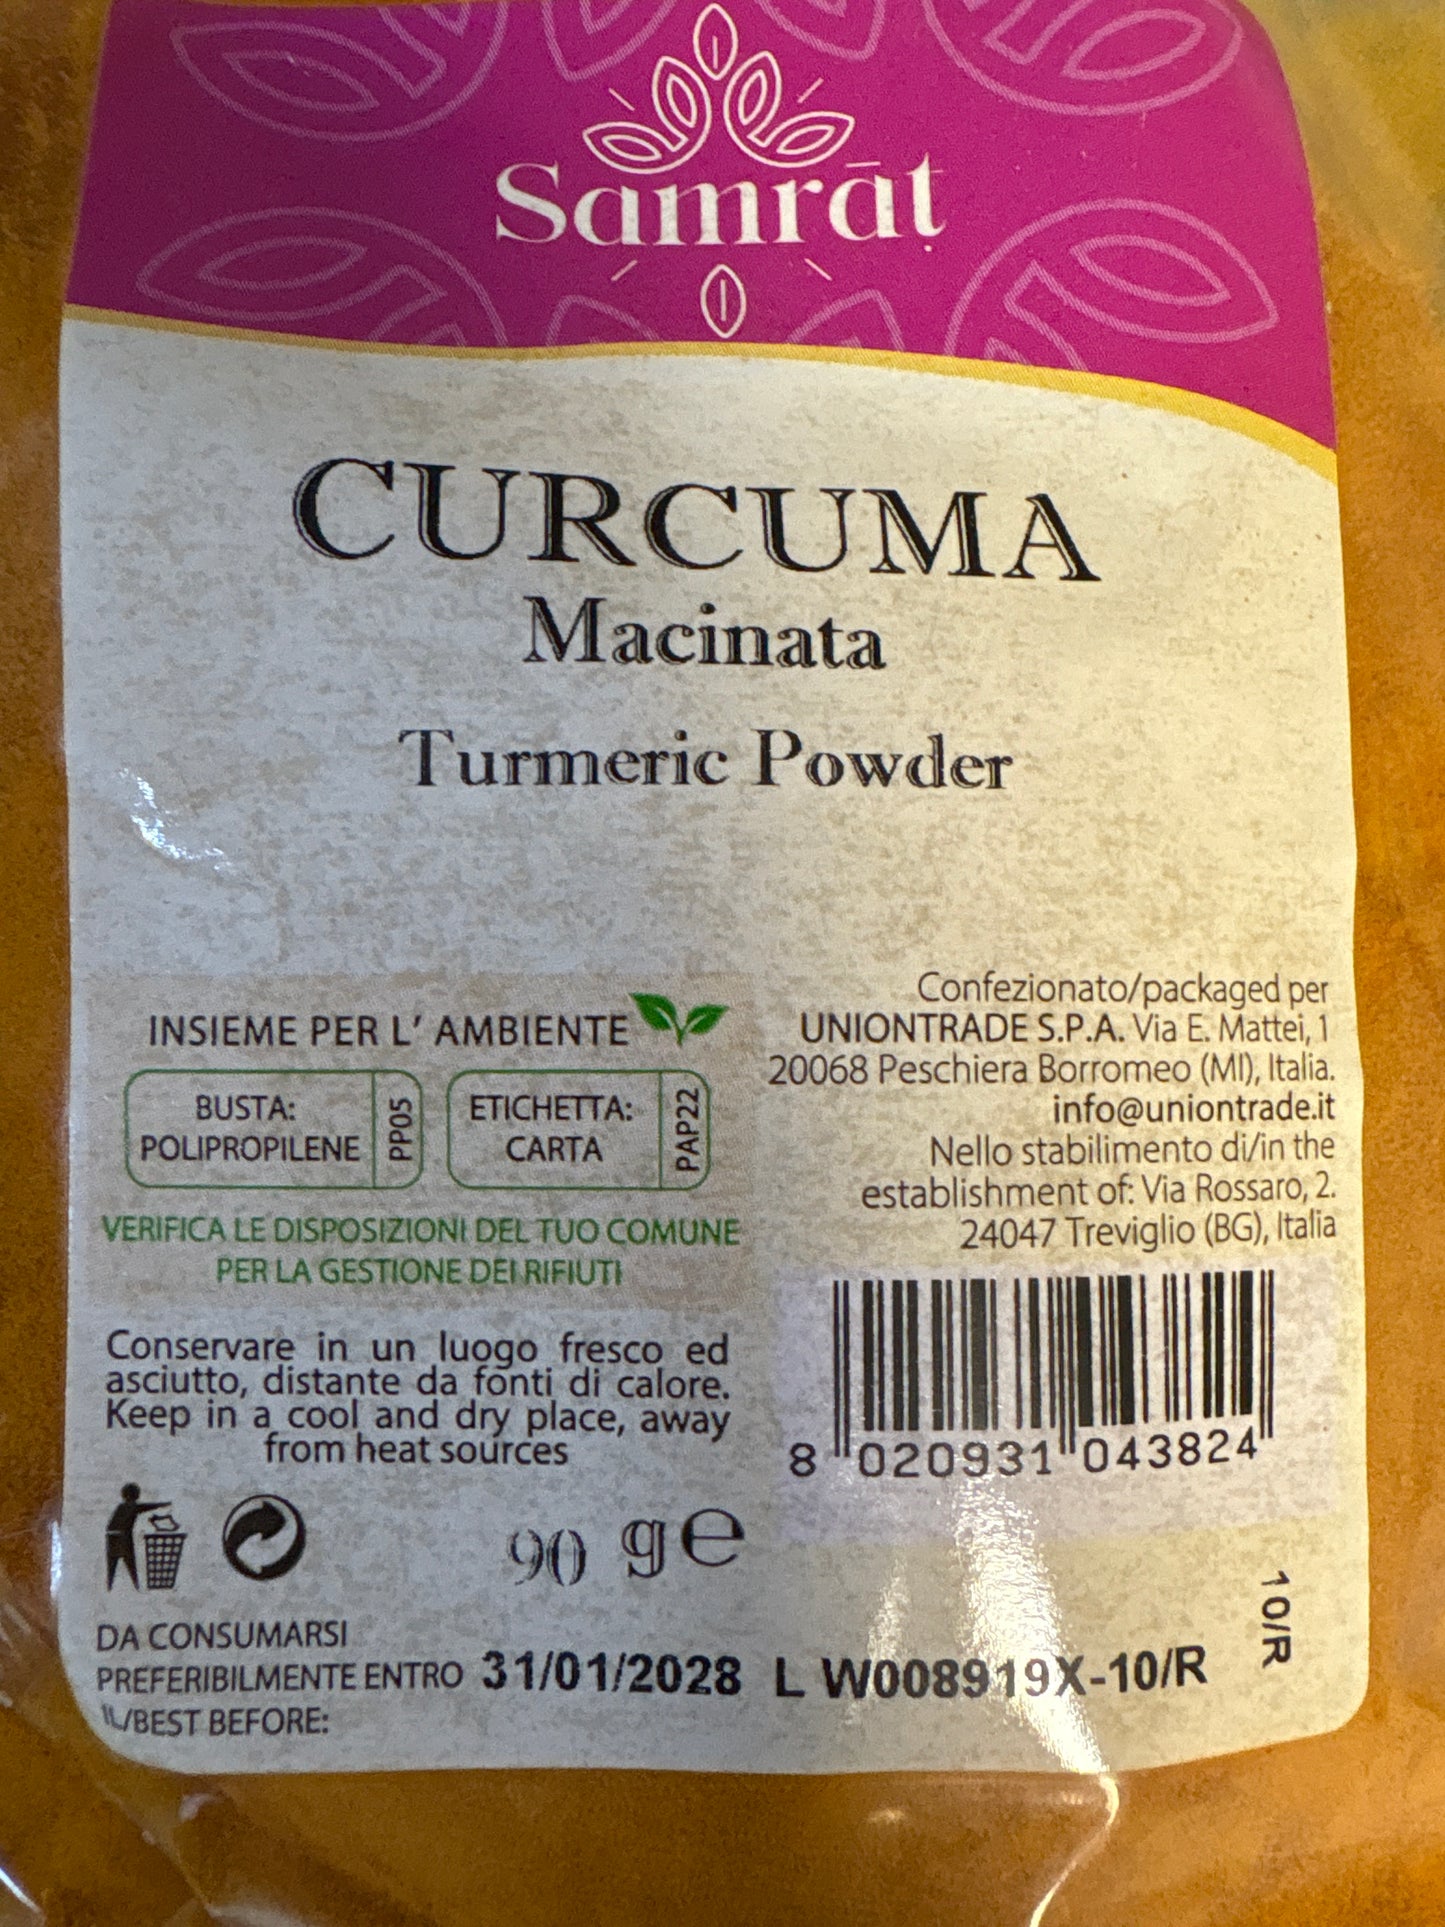 Samrāṭ
CURCUMA
Macinata
Turmeric Powder
INSIEME PER L' AMBIENTE
BUSTA:
POLIPROPILENE
PP05
ETICHETTA:
CARTA
PAP22
VERIFICA LE DISPOSIZIONI DEL TUO COMUNE
PER LA GESTIONE DEI RIFIUTI
Confezionato/packaged per
UNIONTRADE S.P.A. Via E. Mattei, 1
20068 Peschiera Borromeo (MI), Italia.
info@uniontrade.it
Nello stabilimento di/in the
establishment of: Via Rossaro, 2.
24047 Treviglio (BG), Italia
Conservare in un luogo fresco ed
asciutto, distante da fonti di calore.
Keep in a cool and dry place, away
from heat sources
8 020931 043824
90 g e
10/R
DA CONSUMARSI
PREFERIBILMENTE ENTRO 31/01/2028 L W008919X-10/R
IL/BEST BEFORE: